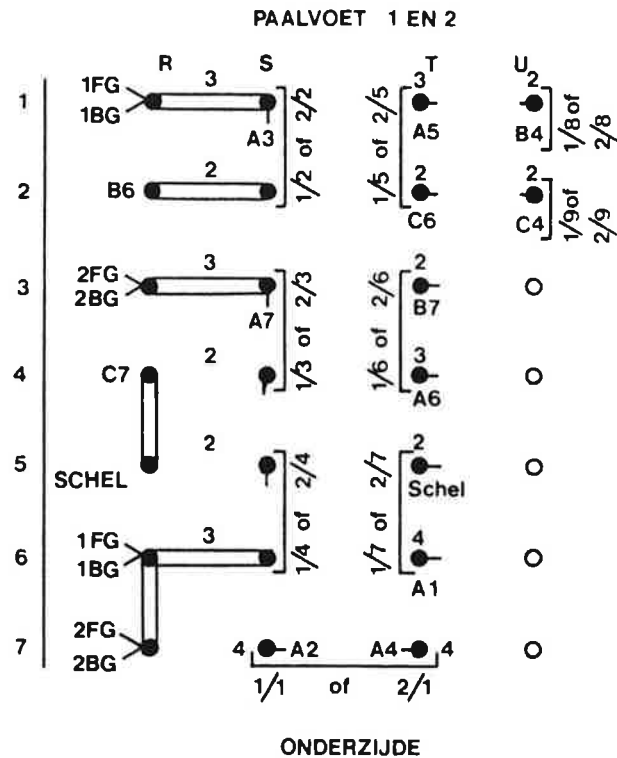 PAALVOET 1 EN 2
R S T U
3 3 2
1 1FG 1BG A3 A5 B4
1/2 of 2/2
1/5 of 2/5
1/8 of 2/8
2 2 2
2 B6 C6 C4
1/9 of 2/9
3 2
3 2FG 2BG A7 B7
1/3 of 2/3
1/6 of 2/6
2 3
4 C7 A6
2 2
5 SCHEL Schel
1/4 of 2/4
1/7 of 2/7
3 4
6 1FG 1BG A1
7 2FG 2BG 4 A2 A4 4
1/1 of 2/1
ONDERZIJDE